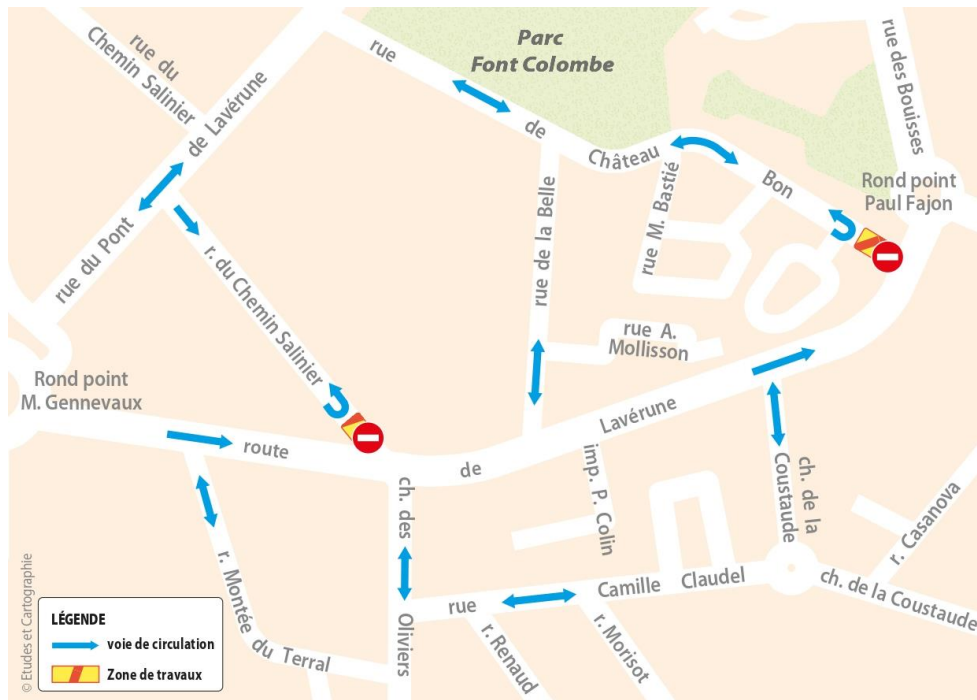 rue du
Chemin Salinier
rue
Parc
Font Colombe
rue des Bouisses
de Lavérune
de
Château
Bon
Rond point
Paul Fajon
rue du Pont
r. du Chemin Salinier
rue de la Belle
rue M. Bastié
rue A.
Mollisson
Rond point
M. Gennevaux
route
de
Lavérune
ch. des
Oliviers
imp. P. Colin
ch. de la
Coustaude
r. Casanova
r. Montée
du Terral
rue
Camille
Claudel
ch. de la Coustaude
r. Renaud
r. Morisot
© Etudes et Cartographie
LÉGENDE
voie de circulation
Zone de travaux